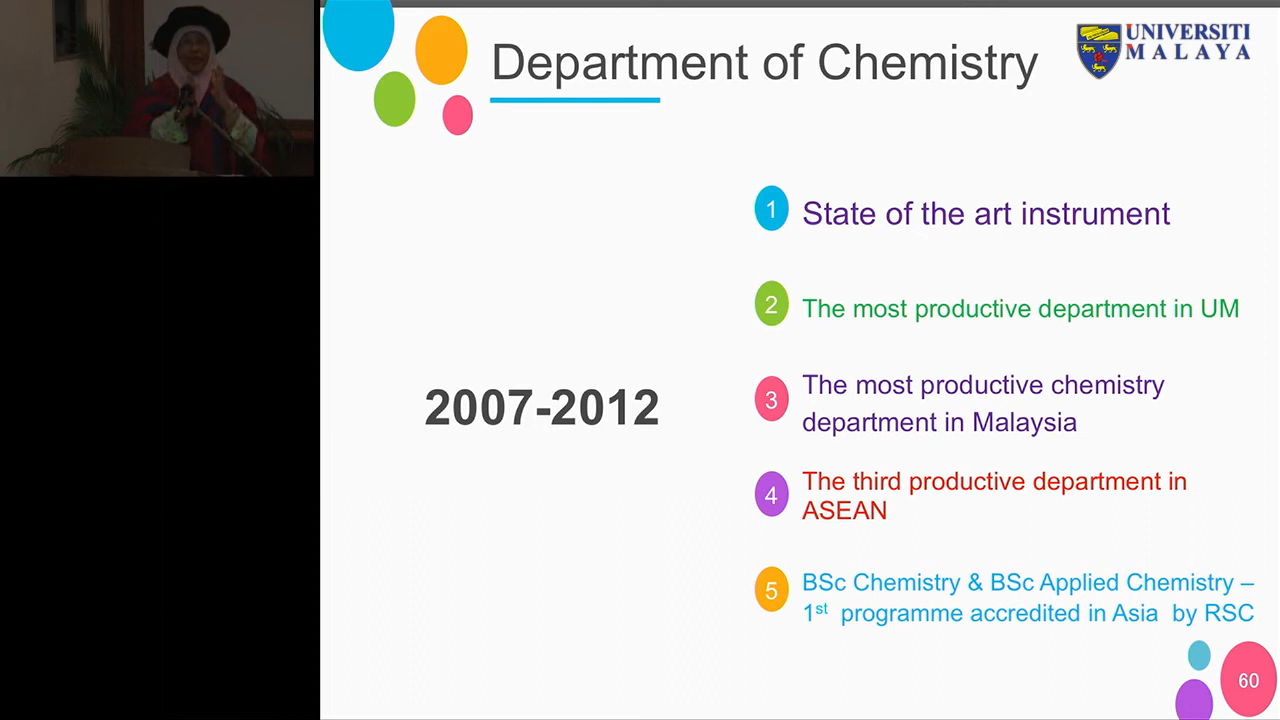 Department of Chemistry
UNIVERSITI
MALAYA
2007-2012
1 State of the art instrument
2 The most productive department in UM
3 The most productive chemistry
department in Malaysia
4 The third productive department in
ASEAN
5 BSc Chemistry & BSc Applied Chemistry –
1st programme accredited in Asia by RSC
60